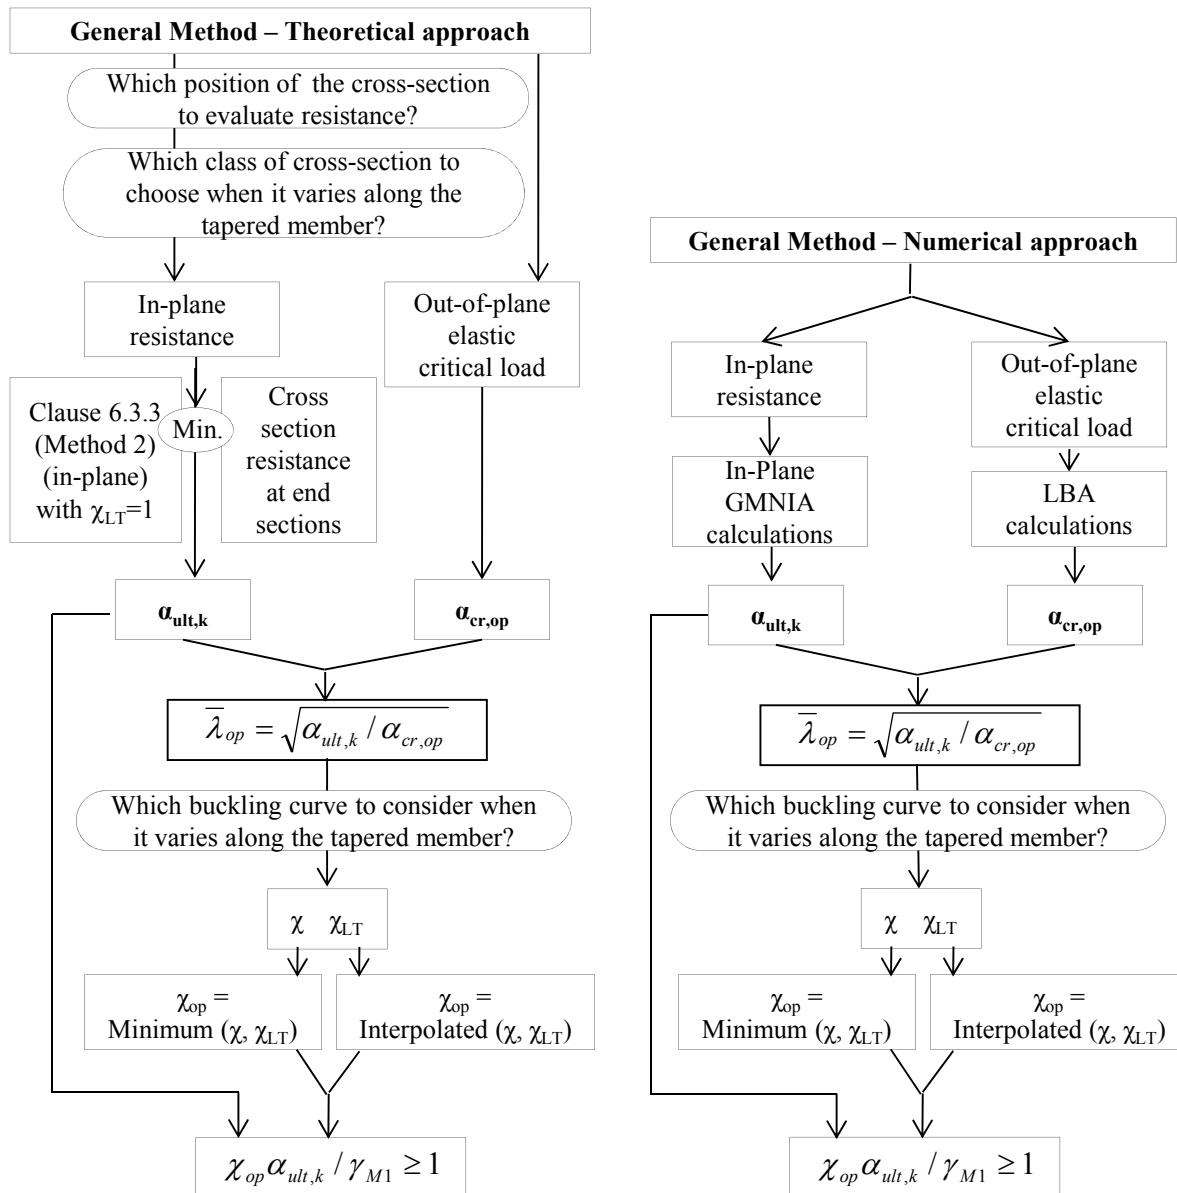 General Method – Theoretical approach
Which position of the cross-section
to evaluate resistance?
Which class of cross-section to
choose when it varies along the
tapered member?
In-plane
resistance
Out-of-plane
elastic
critical load
Clause 6.3.3
(Method 2)
(in-plane)
with χLT=1
Min.
Cross
section
resistance
at end
sections
αult,k
αcr,op
λ̅op = √(αult,k / αcr,op)
Which buckling curve to consider when
it varies along the tapered member?
χ χLT
χop =
Minimum (χ, χLT)
χop =
Interpolated (χ, χLT)
χop αult,k / γM1 ≥ 1
General Method – Numerical approach
In-plane
resistance
Out-of-plane
elastic
critical load
In-Plane
GMNIA
calculations
LBA
calculations
αult,k
αcr,op
λ̅op = √(αult,k / αcr,op)
Which buckling curve to consider when
it varies along the tapered member?
χ χLT
χop =
Minimum (χ, χLT)
χop =
Interpolated (χ, χLT)
χop αult,k / γM1 ≥ 1